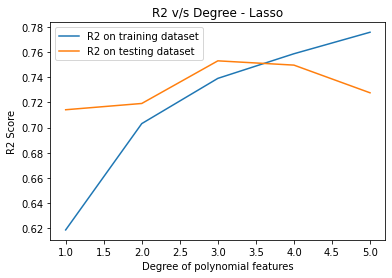 R2 v/s Degree - Lasso
R2 on training dataset
R2 on testing dataset
R2 Score
0.78
0.76
0.74
0.72
0.70
0.68
0.66
0.64
0.62
1.0 1.5 2.0 2.5 3.0 3.5 4.0 4.5 5.0
Degree of polynomial features